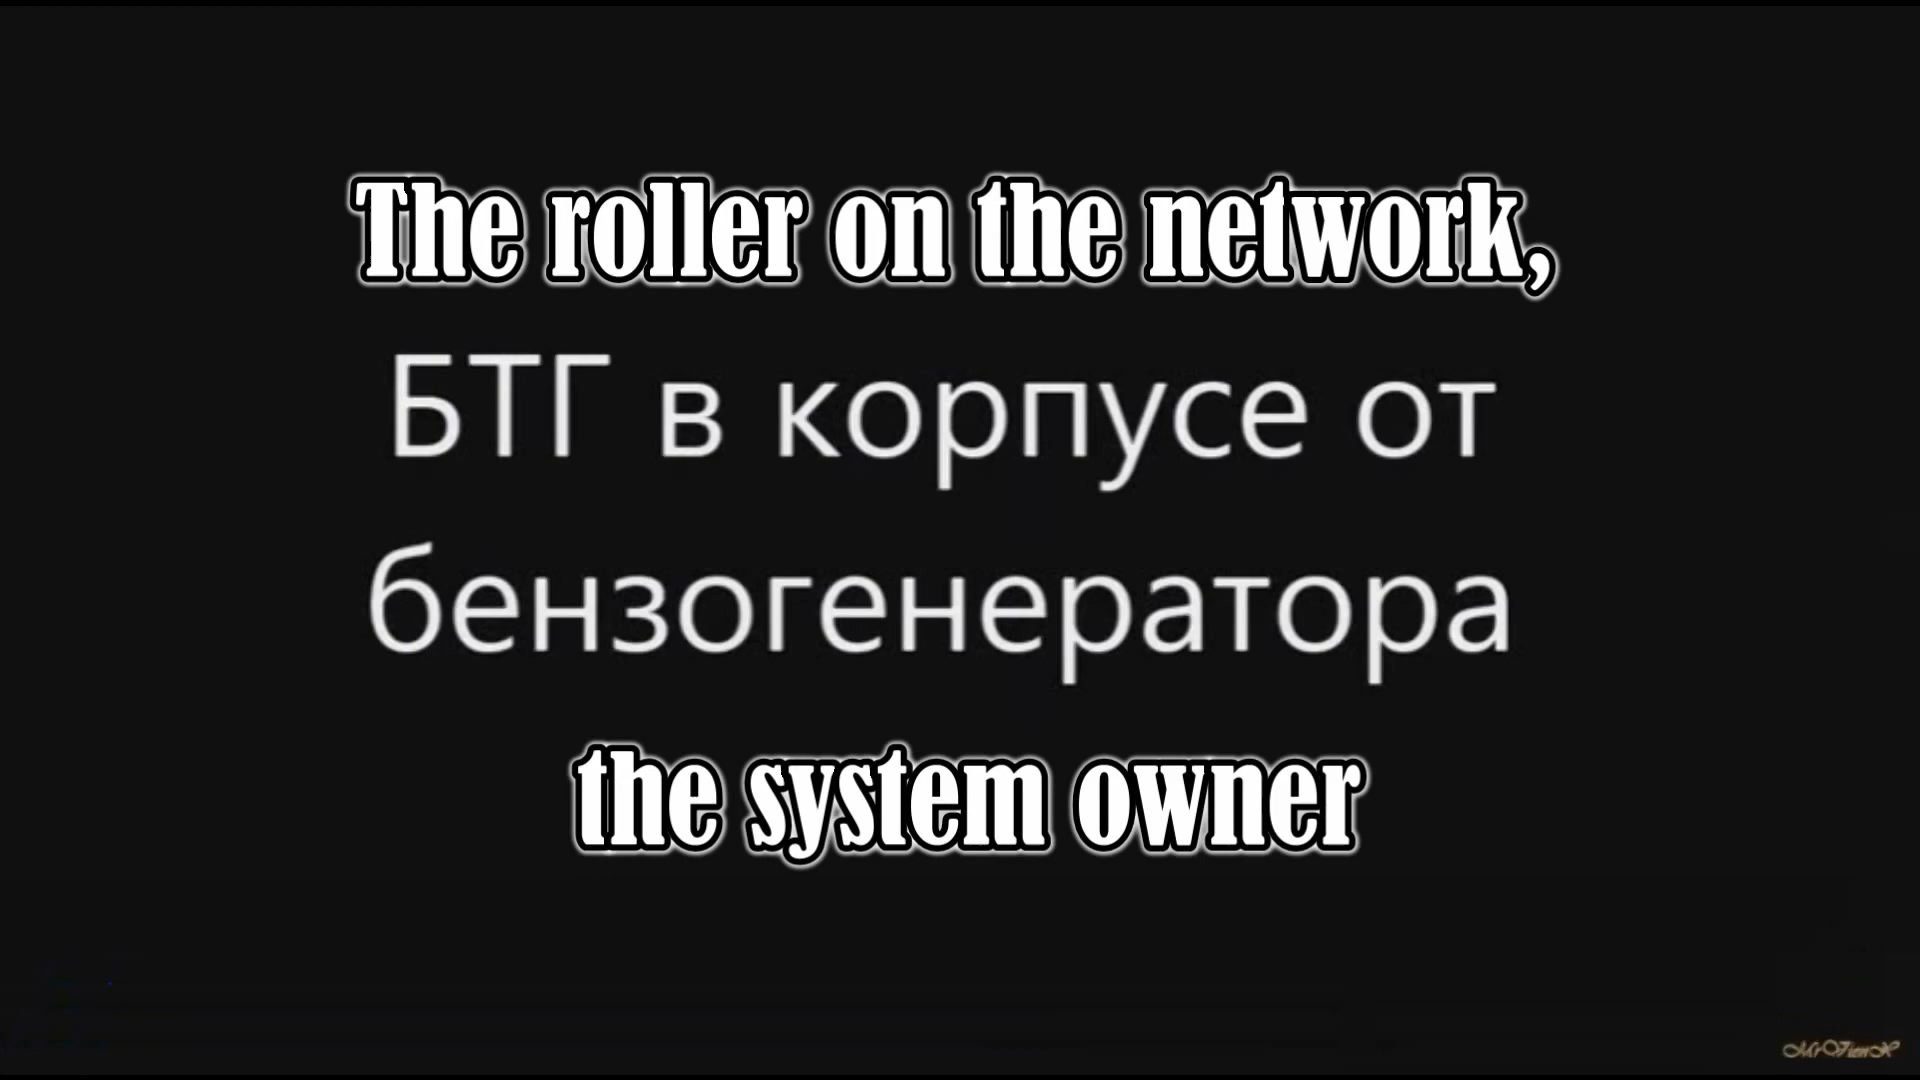 The roller on the network,
БТГ в корпусе от
бензогенератора
the system owner